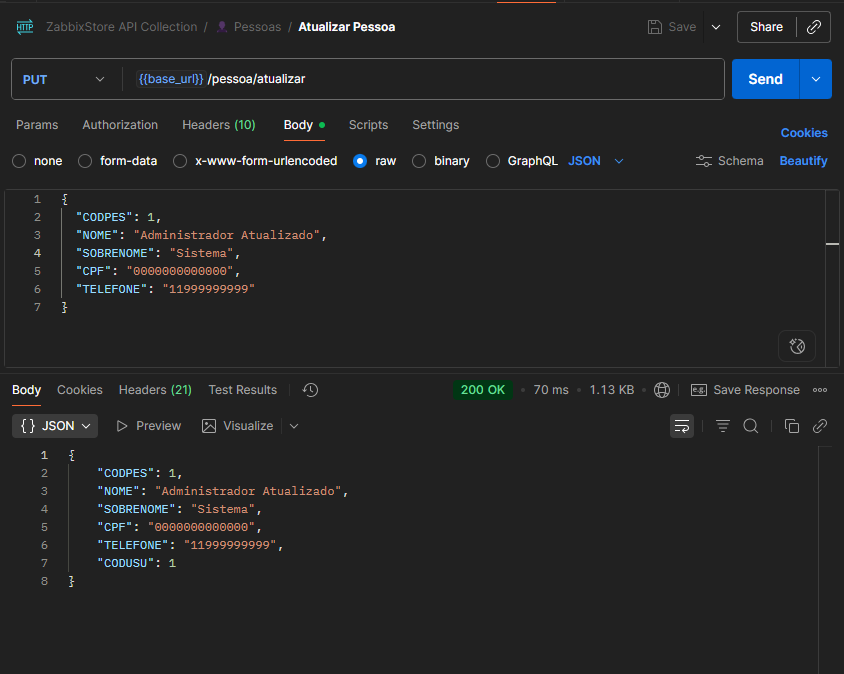 HTTP ZabbixStore API Collection / Pessoas / Atualizar Pessoa Save Share
PUT {{base_url}} /pessoa/atualizar Send
Params Authorization Headers (10) Body Scripts Settings Cookies
none form-data x-www-form-urlencoded raw binary GraphQL JSON Schema Beautify
1 {
2 "CODPES": 1,
3 "NOME": "Administrador Atualizado",
4 "SOBRENOME": "Sistema",
5 "CPF": "0000000000000",
6 "TELEFONE": "11999999999"
7 }
Body Cookies Headers (21) Test Results 200 OK • 70 ms • 1.13 KB • e.g. Save Response
{} JSON Preview Visualize
1 {
2 "CODPES": 1,
3 "NOME": "Administrador Atualizado",
4 "SOBRENOME": "Sistema",
5 "CPF": "0000000000000",
6 "TELEFONE": "11999999999",
7 "CODUSU": 1
8 }